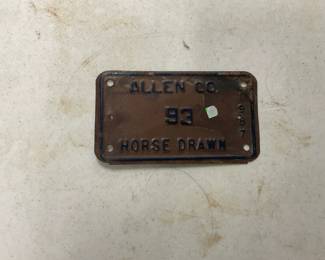 ALLEN CO.
93
HORSE DRAWN